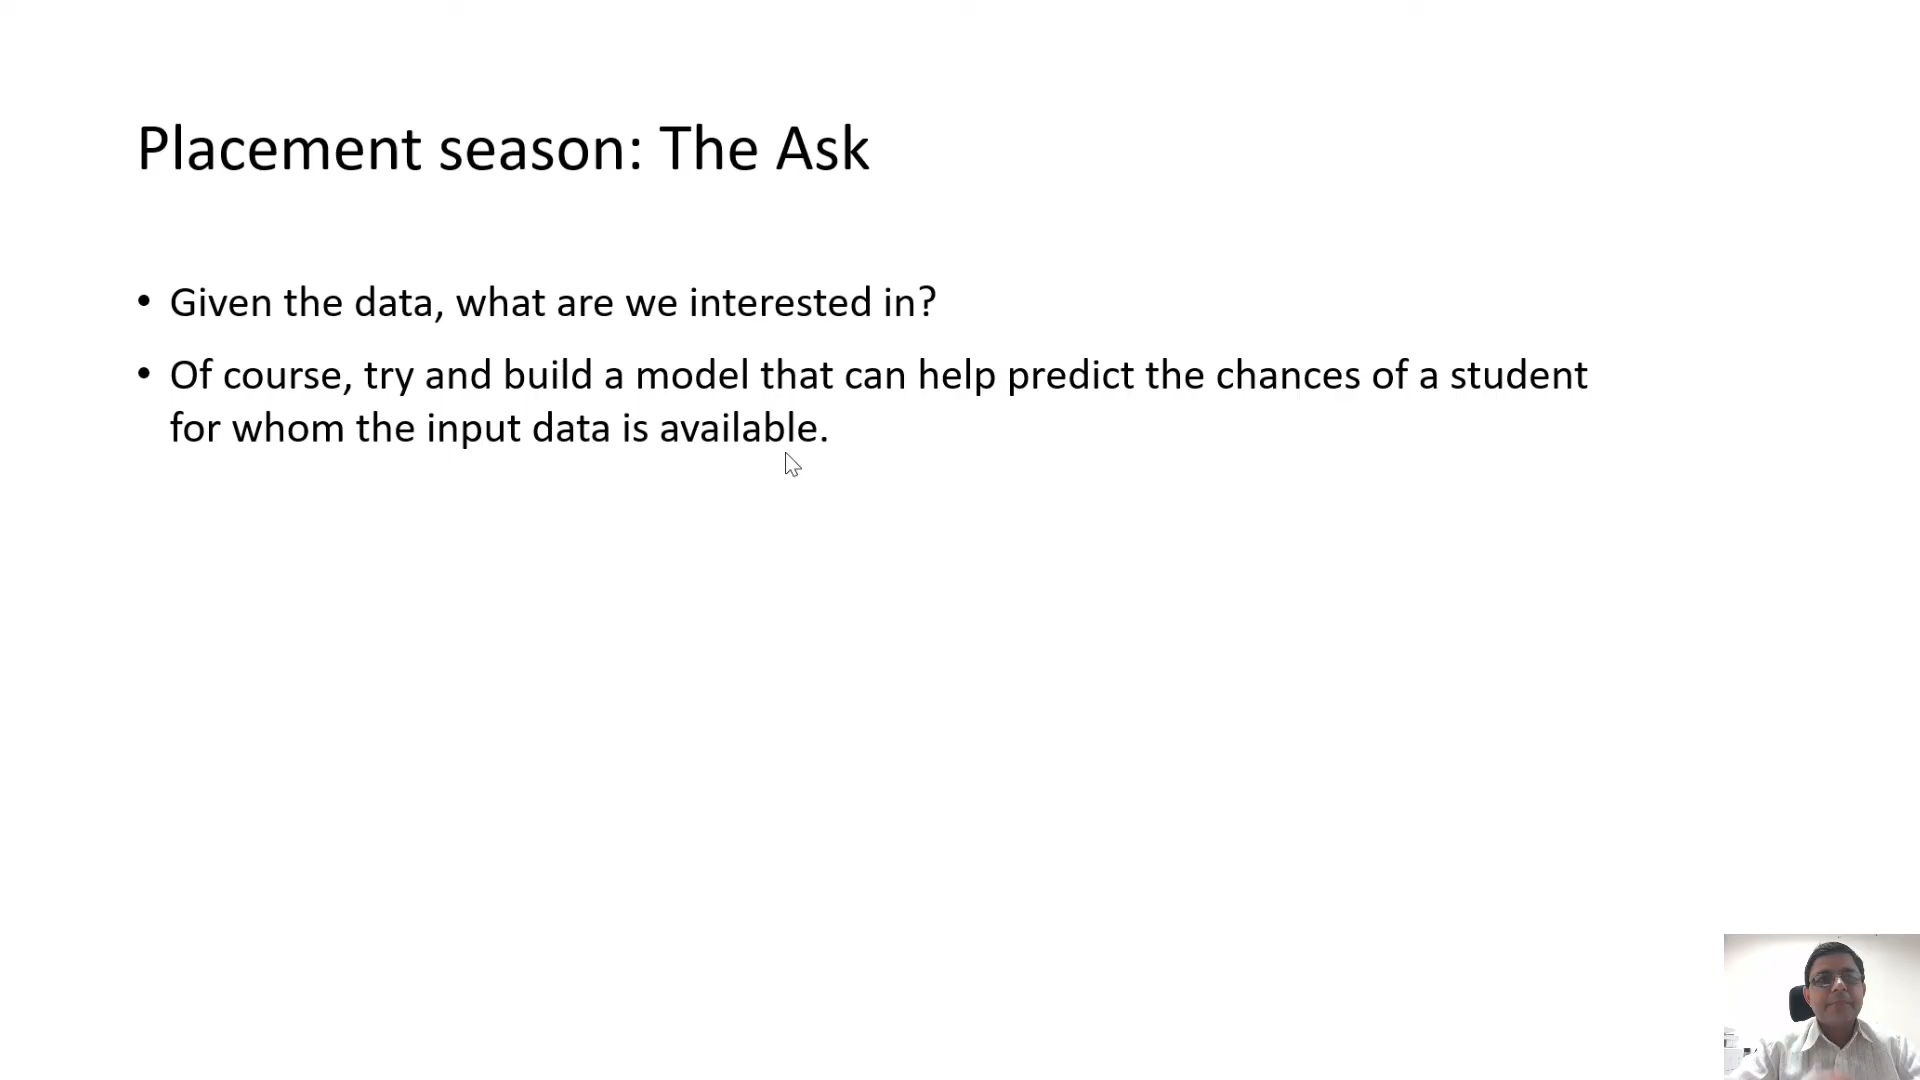 Placement season: The Ask
• Given the data, what are we interested in?
• Of course, try and build a model that can help predict the chances of a student
for whom the input data is available.